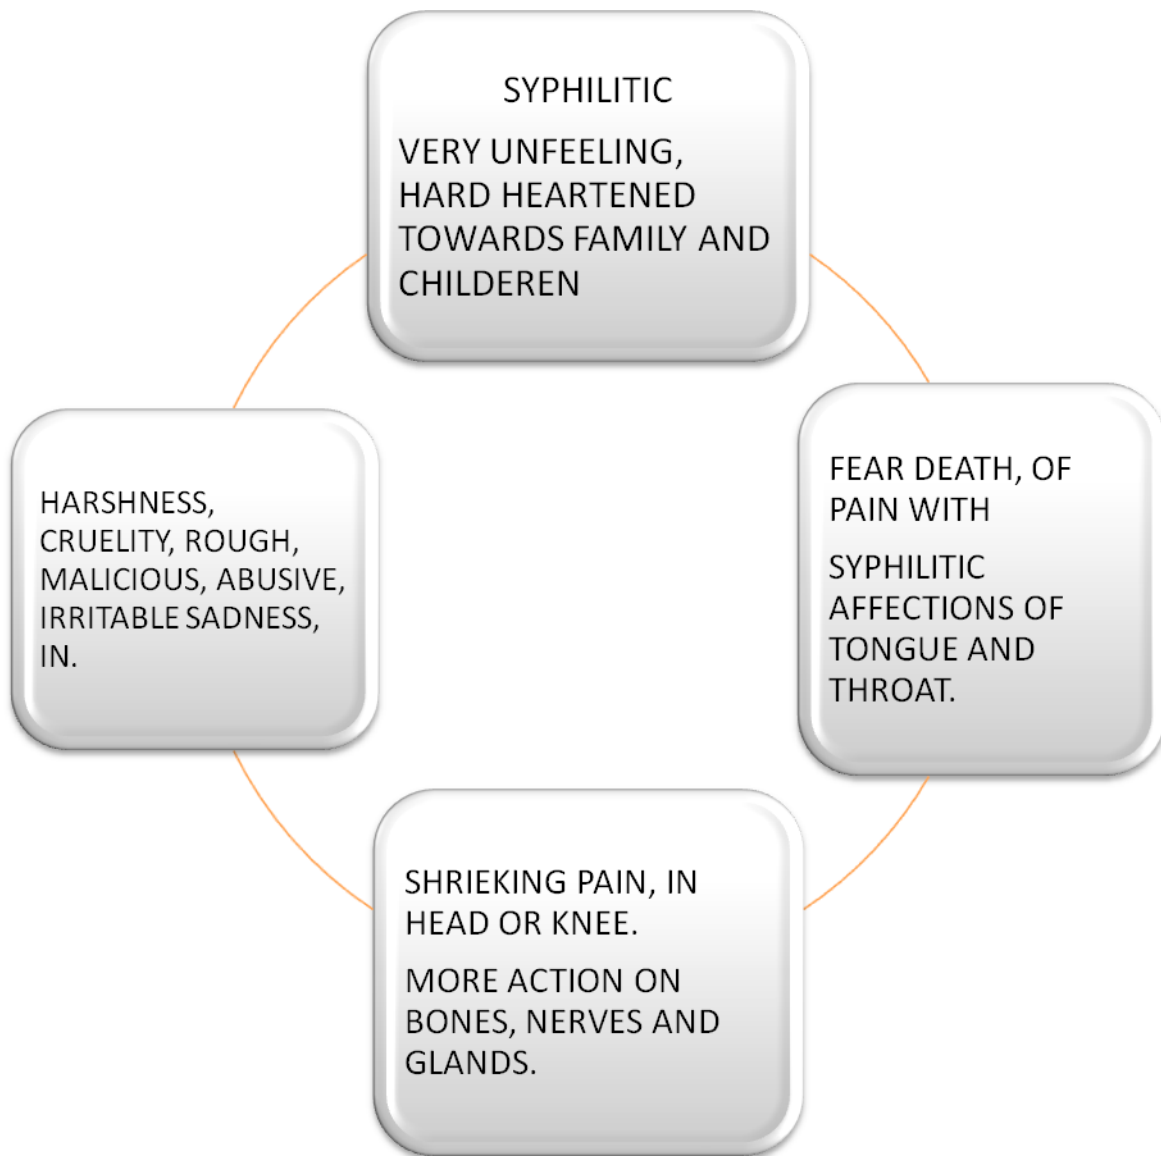 SYPHILITIC
VERY UNFEELING,
HARD HEARTENED
TOWARDS FAMILY AND
CHILDEREN
FEAR DEATH, OF
PAIN WITH
SYPHILITIC
AFFECTIONS OF
TONGUE AND
THROAT.
SHRIEKING PAIN, IN
HEAD OR KNEE.
MORE ACTION ON
BONES, NERVES AND
GLANDS.
HARSHNESS,
CRUELITY, ROUGH,
MALICIOUS, ABUSIVE,
IRRITABLE SADNESS,
IN.